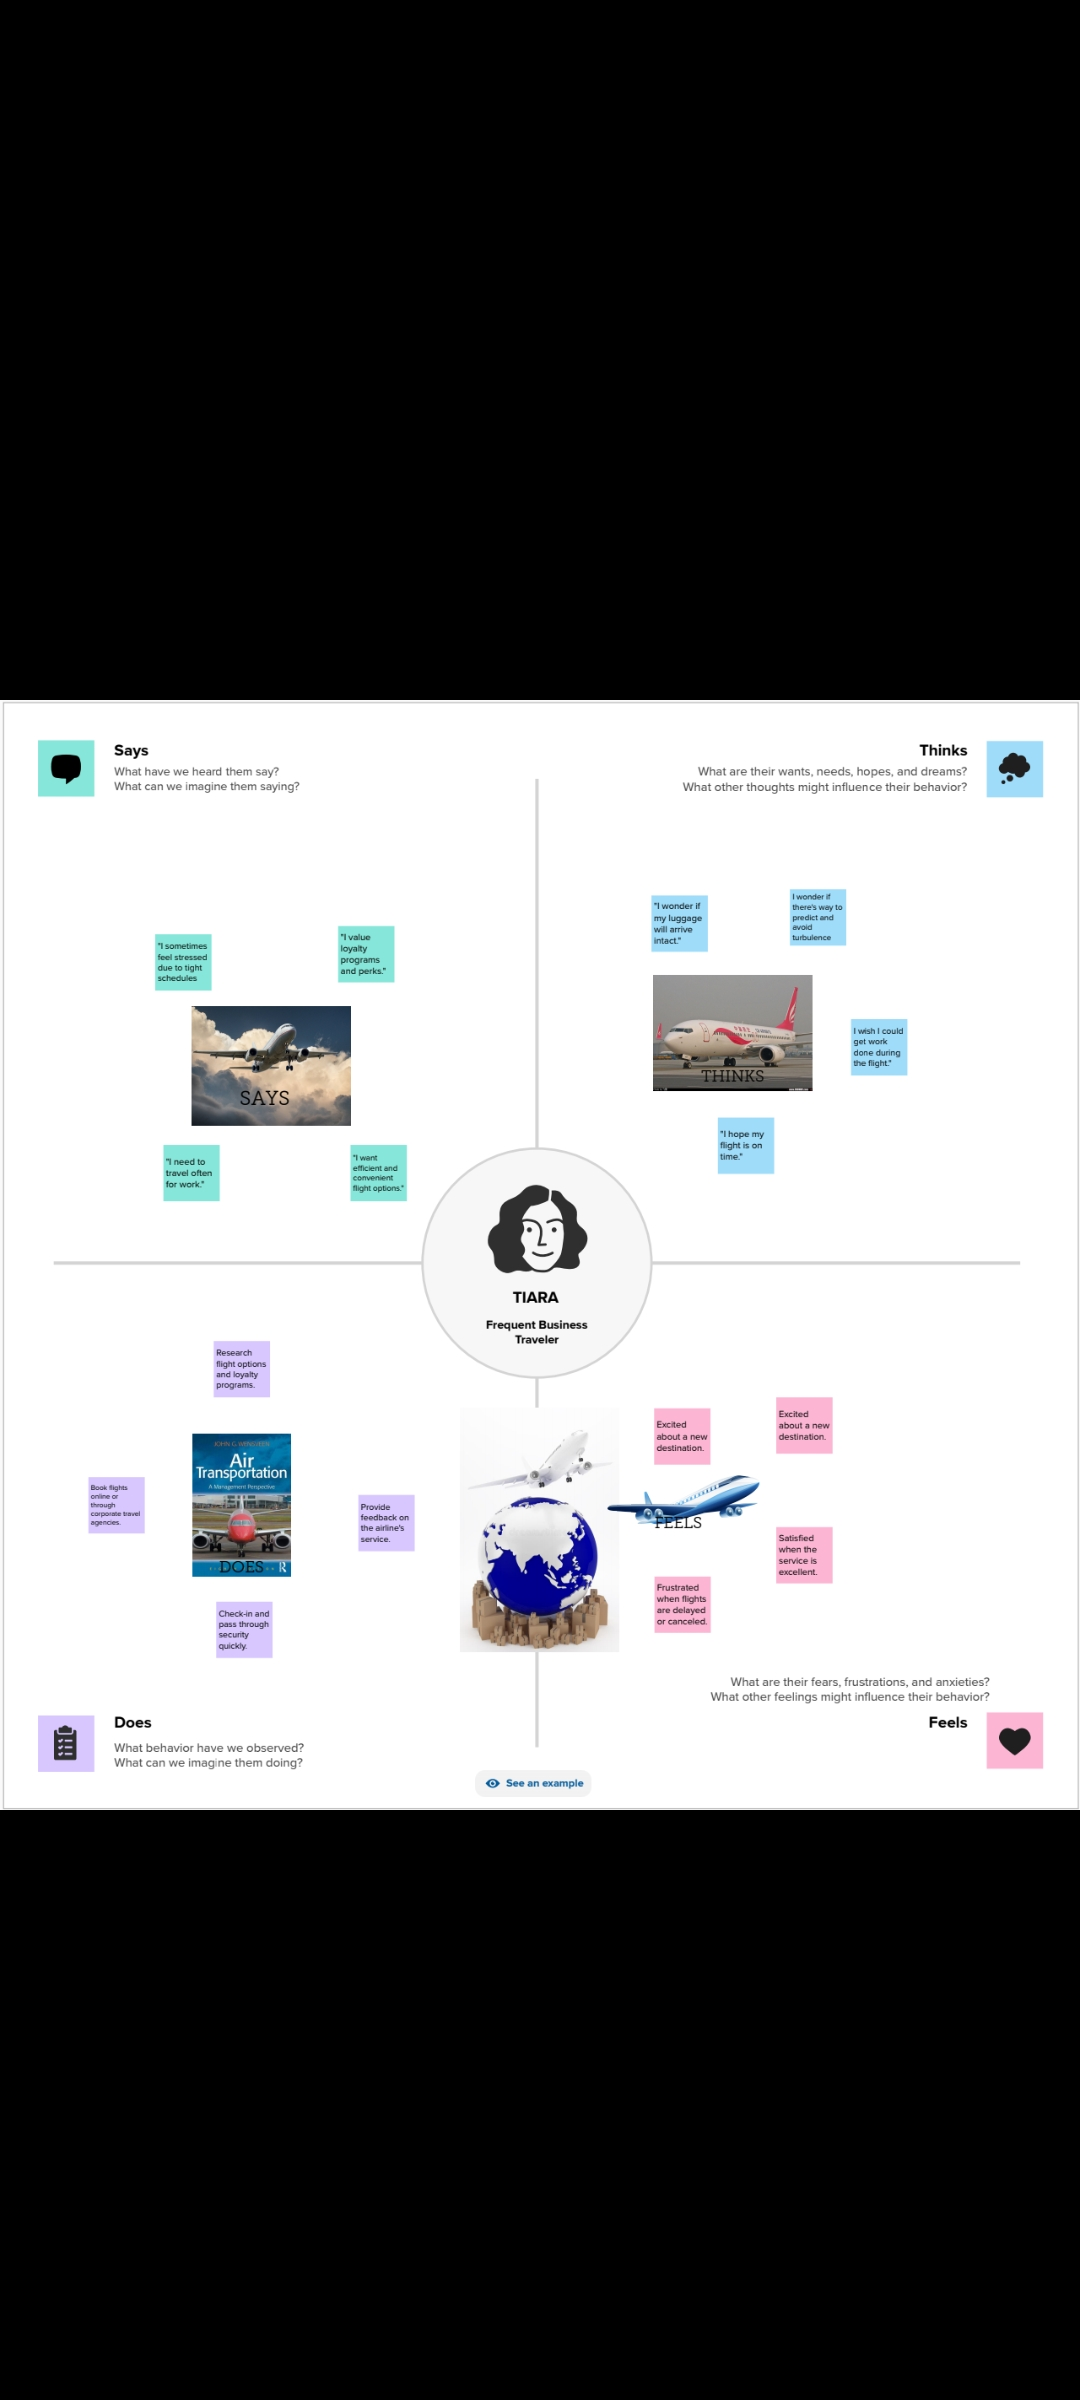 Says
What have we heard them say?
What can we imagine them saying?
Thinks
What are their wants, needs, hopes, and dreams?
What other thoughts might influence their behavior?
"I sometimes
feel stressed
due to tight
schedules
"I value
loyalty
programs
and perks."
SAYS
"I need to
travel often
for work."
"I want
efficient and
convenient
flight options."
"I wonder if
my luggage
will arrive
intact."
I wonder if
there's way to
predict and
avoid
turbulence
THINKS
I wish I could
get work
done during
the flight."
"I hope my
flight is on
time."
TIARA
Frequent Business
Traveler
Research
flight options
and loyalty
programs.
Book flights
online or
through
corporate travel
agencies.
JOHN G. WENSVEEN
Air
Transportation
A Management Perspective
DOES
R
Provide
feedback on
the airline's
service.
Check-in and
pass through
security
quickly.
Excited
about a new
destination.
Excited
about a new
destination.
FEELS
Satisfied
when the
service is
excellent.
Frustrated
when flights
are delayed
or canceled.
What are their fears, frustrations, and anxieties?
What other feelings might influence their behavior?
Feels
Does
What behavior have we observed?
What can we imagine them doing?
See an example